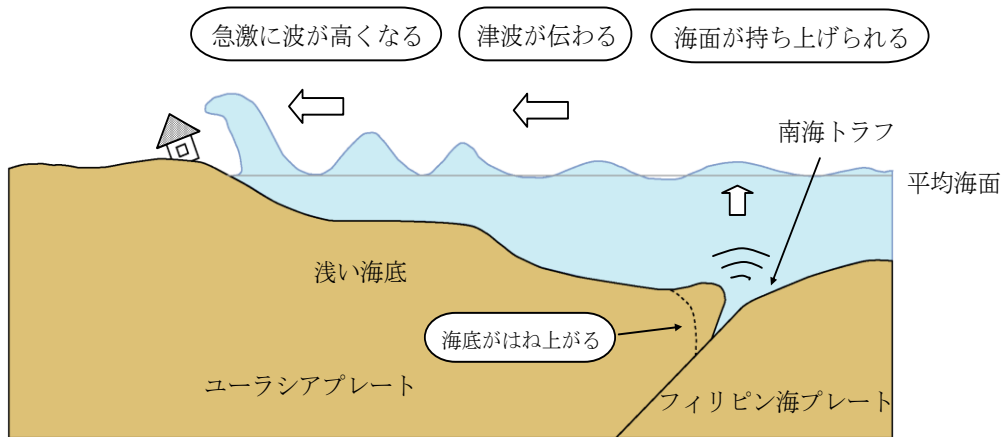 急激に波が高くなる
津波が伝わる
海面が持ち上げられる
南海トラフ
平均海面
浅い海底
海底がはね上がる
ユーラシアプレート
フィリピン海プレート